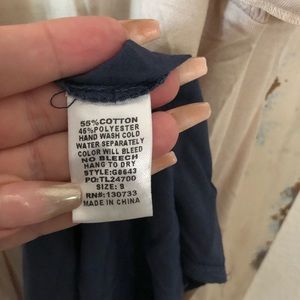 55%COTTON
45%POLYESTER
HAND WASH COLD
WATER SEPARATELY
COLOR WILL BLEED
NO BLEECH
HANG TO DRY
STYLE:G8643
PO:TL24700
SIZE: S
RN#:130733
MADE IN CHINA